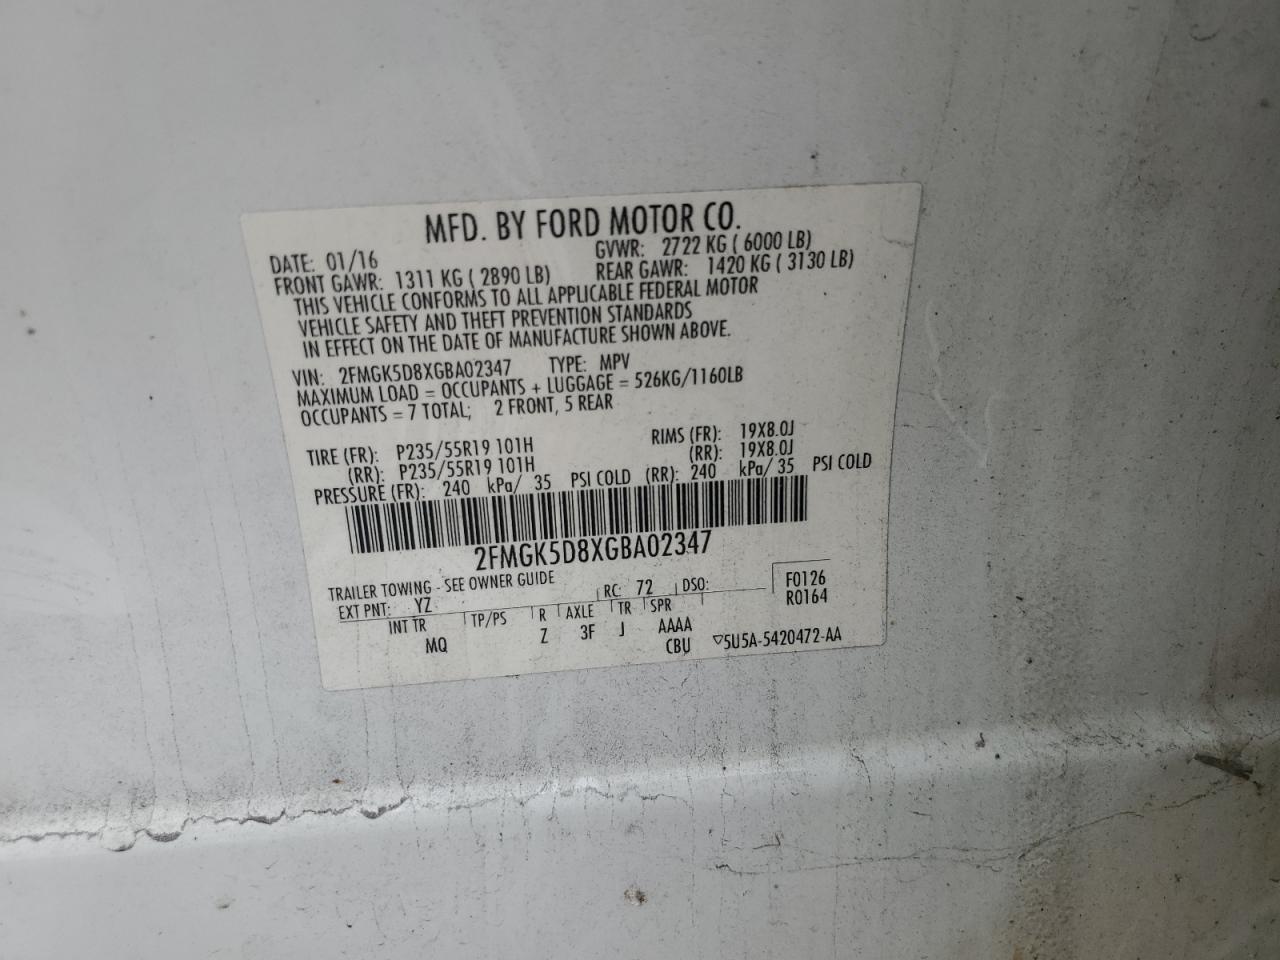 MFD. BY FORD MOTOR CO.
DATE: 01/16 GVWR: 2722 KG ( 6000 LB)
FRONT GAWR: 1311 KG ( 2890 LB) REAR GAWR: 1420 KG ( 3130 LB)
THIS VEHICLE CONFORMS TO ALL APPLICABLE FEDERAL MOTOR
VEHICLE SAFETY AND THEFT PREVENTION STANDARDS
IN EFFECT ON THE DATE OF MANUFACTURE SHOWN ABOVE.
VIN: 2FMGK5D8XGBA02347 TYPE: MPV
MAXIMUM LOAD = OCCUPANTS + LUGGAGE = 526KG/1160LB
OCCUPANTS = 7 TOTAL; 2 FRONT, 5 REAR
TIRE (FR): P235/55R19 101H RIMS (FR): 19X8.0J
(RR): P235/55R19 101H (RR): 19X8.0J
PRESSURE (FR): 240 kPa/ 35 PSI COLD (RR): 240 kPa/ 35 PSI COLD
2FMGK5D8XGBA02347
TRAILER TOWING - SEE OWNER GUIDE
EXT PNT: YZ RC: 72 DSO: F0126
R0164
INT TR TP/PS R AXLE TR SPR
MQ Z 3F J AAAA
CBU ▽5U5A-5420472-AA